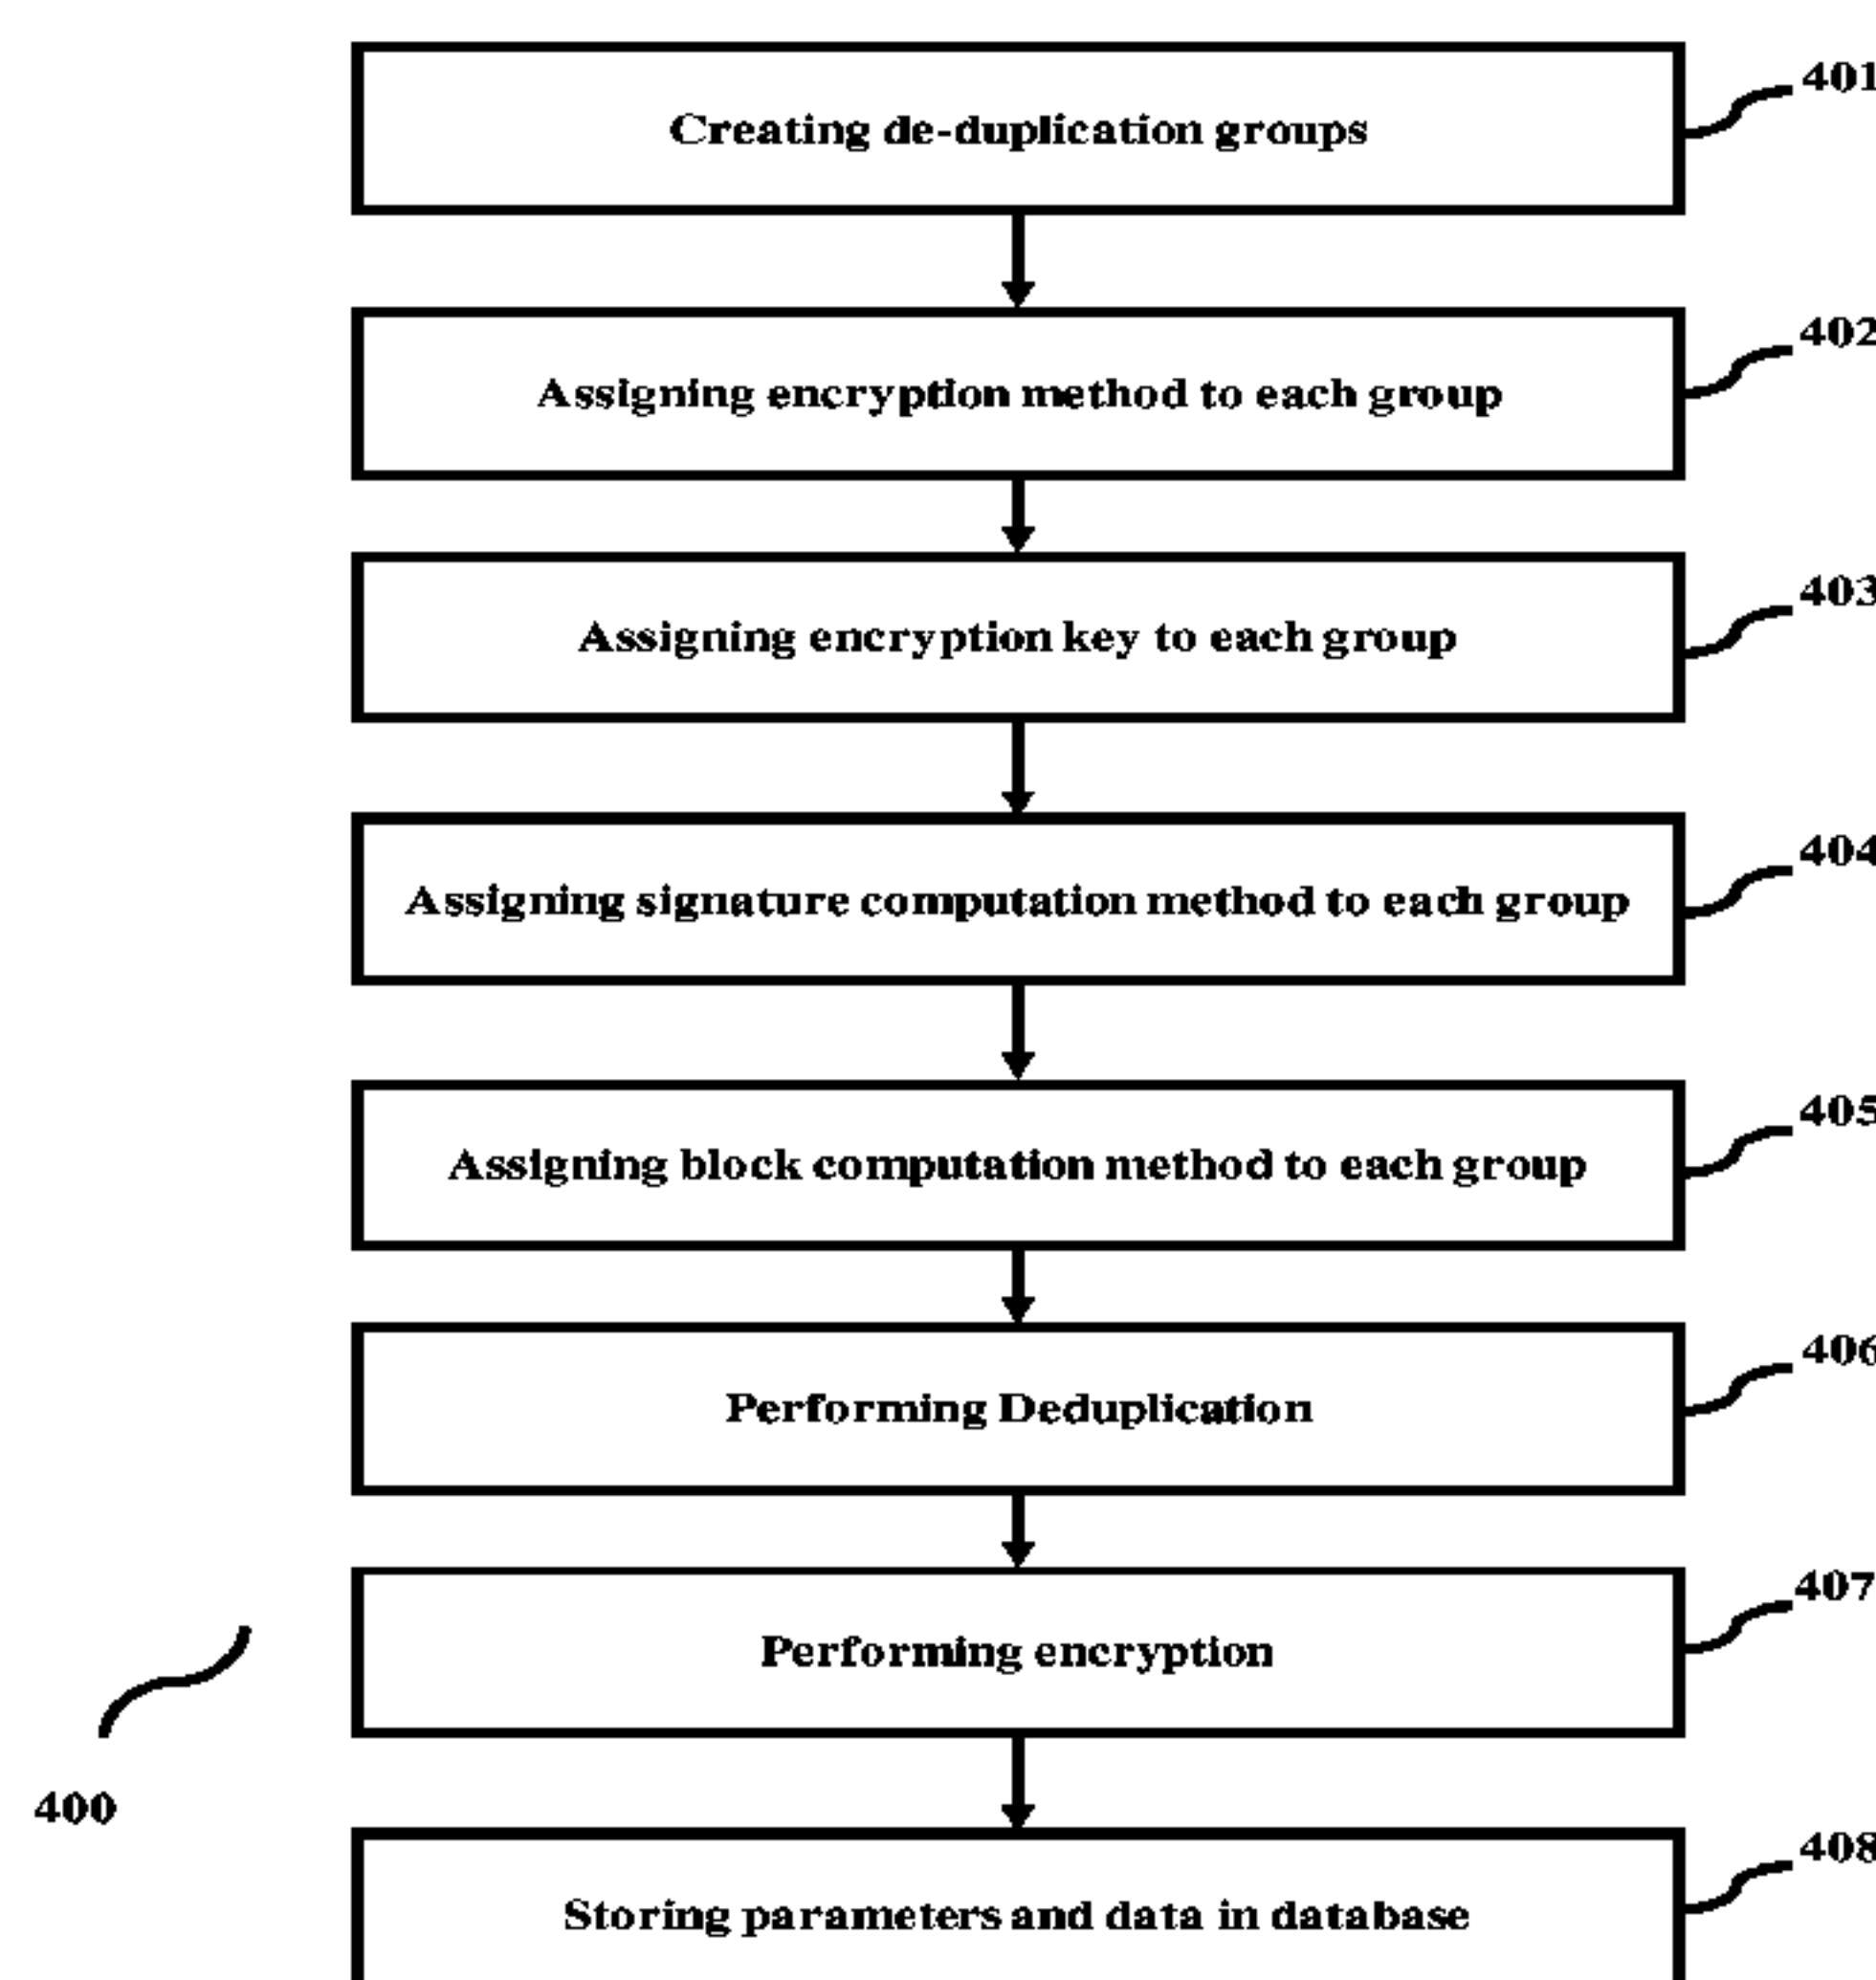 Creating de-duplication groups
401
Assigning encryption method to each group
402
Assigning encryption key to each group
403
Assigning signature computation method to each group
404
Assigning block computation method to each group
405
Performing Deduplication
406
Performing encryption
407
400
Storing parameters and data in database
408